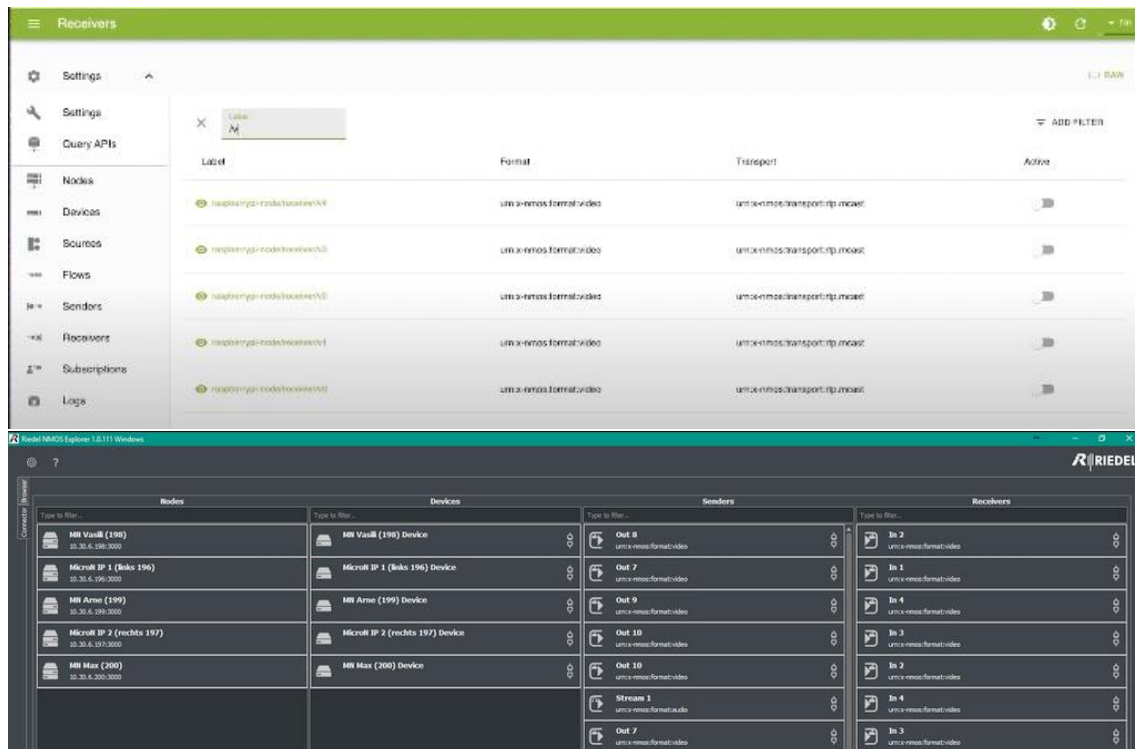 Receivers
Settings
RAW
Settings
Query APIs
Label
/v
ADD FILTER
Label Format Transport Active
Nodes
Devices
Sources
Flows
Senders
Receivers
Subscriptions
Logs
urn:x-nmos:format:video urn:x-nmos:transport:rtp.mcast
urn:x-nmos:format:video urn:x-nmos:transport:rtp.mcast
urn:x-nmos:format:video urn:x-nmos:transport:rtp.mcast
urn:x-nmos:format:video urn:x-nmos:transport:rtp.mcast
urn:x-nmos:format:video urn:x-nmos:transport:rtp.mcast
Riedel NMOS Explorer 1.0.111 Windows
?
RIEDEL
Browser
Connector
Nodes Devices Senders Receivers
Type to filter... Type to filter... Type to filter... Type to filter...
MN Vasili (198) MN Vasili (198) Device Out 8 In 2
10.30.6.198:3000 urn:x-nmos:format:video urn:x-nmos:format:video
MicroN IP 1 (links 196) MicroN IP 1 (links 196) Device Out 7 In 1
10.30.6.196:3000 urn:x-nmos:format:video urn:x-nmos:format:video
MN Arne (199) MN Arne (199) Device Out 9 In 4
10.30.6.199:3000 urn:x-nmos:format:video urn:x-nmos:format:video
MicroN IP 2 (rechts 197) MicroN IP 2 (rechts 197) Device Out 10 In 3
10.30.6.197:3000 urn:x-nmos:format:video urn:x-nmos:format:video
MN Max (200) MN Max (200) Device Out 10 In 2
10.30.6.200:3000 urn:x-nmos:format:video urn:x-nmos:format:video
Stream 1 In 4
urn:x-nmos:format:audio urn:x-nmos:format:video
Out 7 In 3
urn:x-nmos:format:video urn:x-nmos:format:video